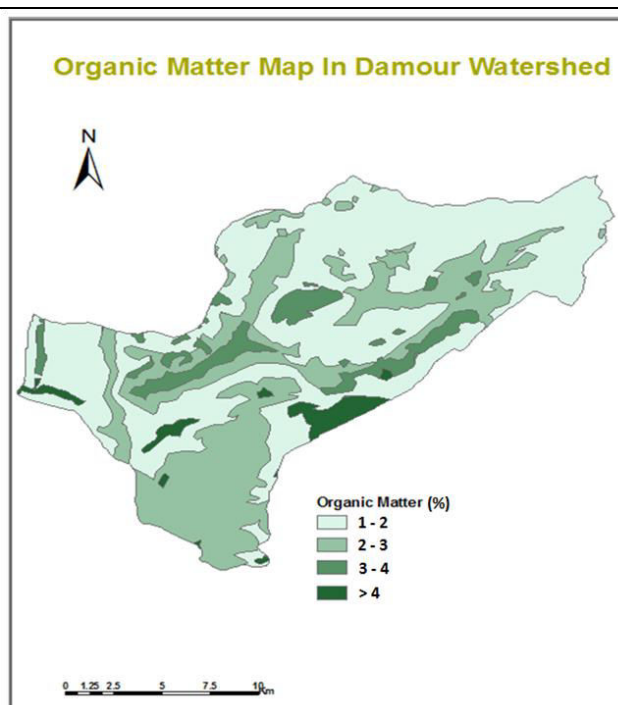 Organic Matter Map In Damour Watershed
N
Organic Matter (%)
1 - 2
2 - 3
3 - 4
> 4
0 1.25 2.5 5 7.5 10
Km